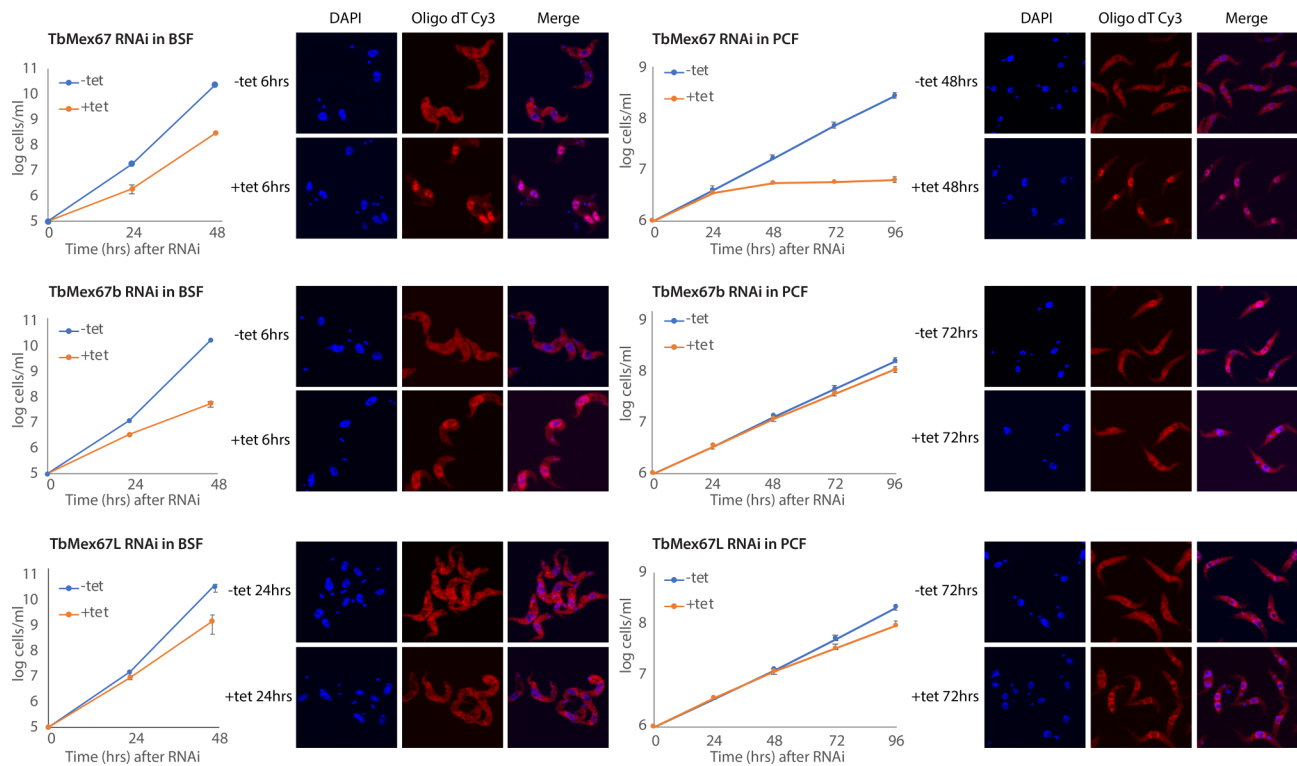 DAPI Oligo dT Cy3 Merge
DAPI Oligo dT Cy3 Merge
TbMex67 RNAi in BSF
log cells/ml
11
10
9
8
7
6
5
-tet
+tet
0 24 48
Time (hrs) after RNAi
-tet 6hrs
+tet 6hrs
TbMex67 RNAi in PCF
log cells/ml
9
8
7
6
-tet
+tet
0 24 48 72 96
Time (hrs) after RNAi
-tet 48hrs
+tet 48hrs
TbMex67b RNAi in BSF
log cells/ml
11
10
9
8
7
6
5
-tet
+tet
0 24 48
Time (hrs) after RNAi
-tet 6hrs
+tet 6hrs
TbMex67b RNAi in PCF
log cells/ml
9
8
7
6
-tet
+tet
0 24 48 72 96
Time (hrs) after RNAi
-tet 72hrs
+tet 72hrs
TbMex67L RNAi in BSF
log cells/ml
11
10
9
8
7
6
5
-tet
+tet
0 24 48
Time (hrs) after RNAi
-tet 24hrs
+tet 24hrs
TbMex67L RNAi in PCF
log cells/ml
9
8
7
6
-tet
+tet
0 24 48 72 96
Time (hrs) after RNAi
-tet 72hrs
+tet 72hrs